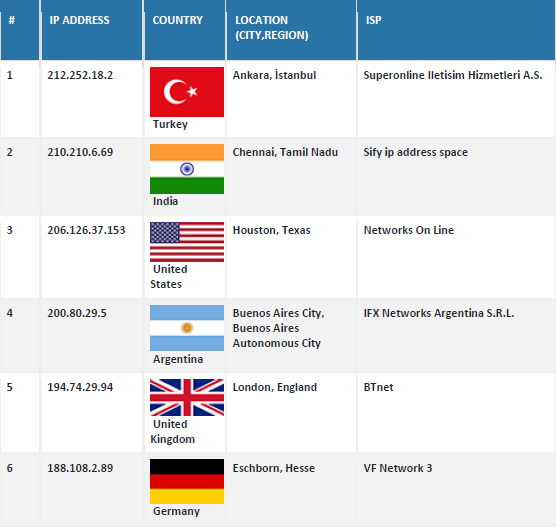 # IP ADDRESS COUNTRY LOCATION (CITY,REGION) ISP
1 212.252.18.2 Turkey Ankara, İstanbul Superonline Iletisim Hizmetleri A.S.
2 210.210.6.69 India Chennai, Tamil Nadu Sify ip address space
3 206.126.37.153 United States Houston, Texas Networks On Line
4 200.80.29.5 Argentina Buenos Aires City, Buenos Aires Autonomous City IFX Networks Argentina S.R.L.
5 194.74.29.94 United Kingdom London, England BTnet
6 188.108.2.89 Germany Eschborn, Hesse VF Network 3